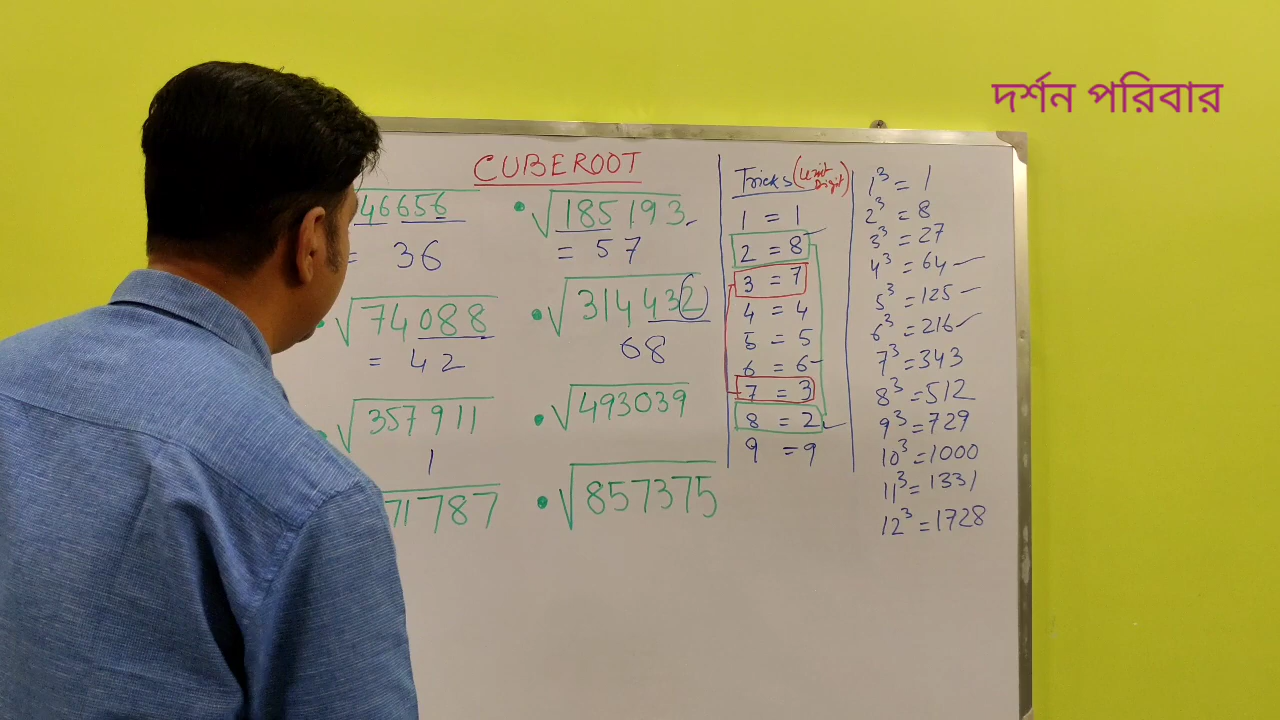 দর্শন পরিবার
CUBEROOT
46656
= 36
• √185193
= 57
√74088
= 42
• √314432
68
√357911
1
• √493039
71787
• √857375
Tricks (Unit Digit)
1 = 1
2 = 8
3 = 7
4 = 4
5 = 5
6 = 6
7 = 3
8 = 2
9 = 9
1³ = 1
2³ = 8
3³ = 27
4³ = 64
5³ = 125
6³ = 216
7³ = 343
8³ = 512
9³ = 729
10³ = 1000
11³ = 1331
12³ = 1728